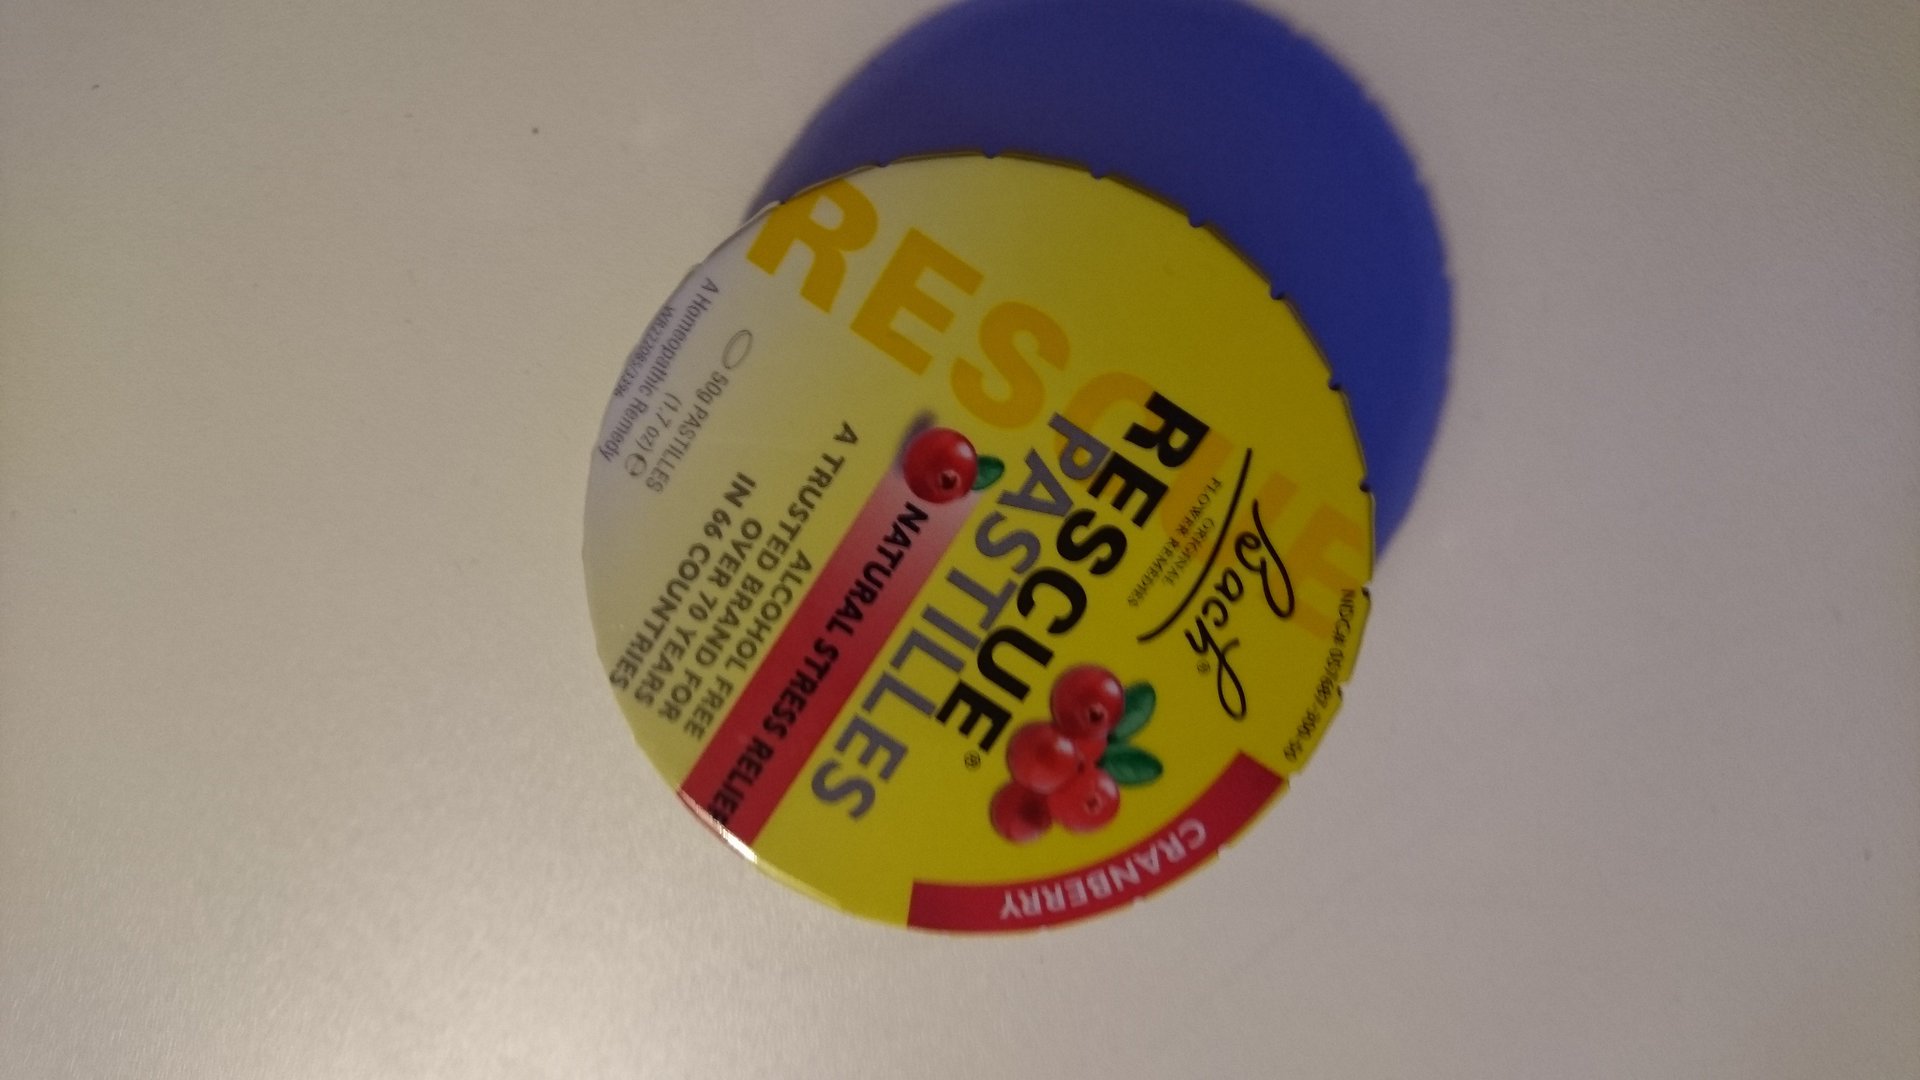 NDC#
Bach®
ORIGINAL
FLOWER REMEDIES
RESCUE
RESCUE®
PASTILLES
CRANBERRY
NATURAL STRESS RELIEF
ALCOHOL FREE
A TRUSTED BRAND FOR
OVER 70 YEARS
IN 66 COUNTRIES
50g PASTILLES
(1.7 oz) ℮
A Homeopathic Remedy